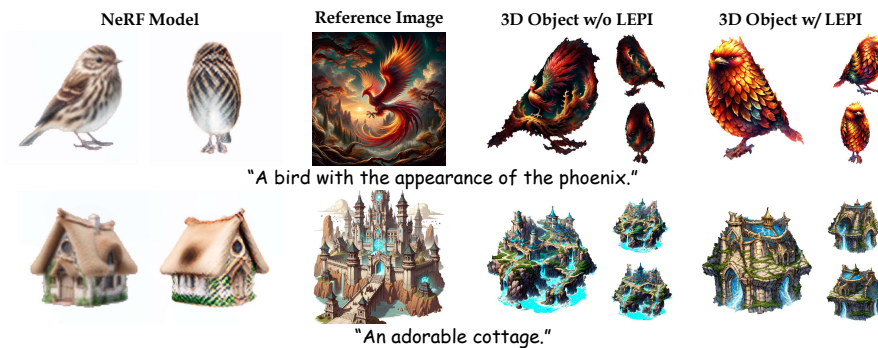 NeRF Model Reference Image 3D Object w/o LEPI 3D Object w/ LEPI
"A bird with the appearance of the phoenix."
"An adorable cottage."